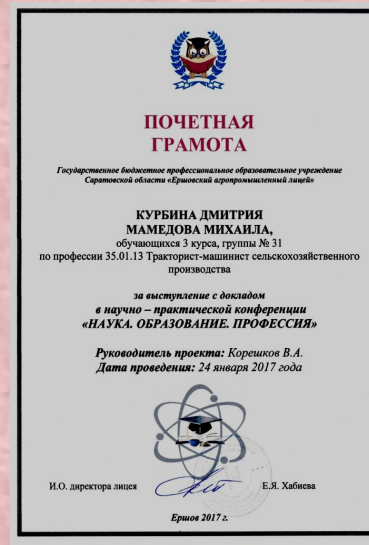 ПОЧЕТНАЯ
ГРАМОТА
Государственное бюджетное профессиональное образовательное учреждение
Саратовской области «Ершовский агропромышленный лицей»
КУРБИНА ДМИТРИЯ
МАМЕДОВА МИХАИЛА,
обучающихся 3 курса, группы № 31
по профессии 35.01.13 Тракторист-машинист сельскохозяйственного
производства
за выступление с докладом
в научно – практической конференции
«НАУКА. ОБРАЗОВАНИЕ. ПРОФЕССИЯ»
Руководитель проекта: Корешков В.А.
Дата проведения: 24 января 2017 года
И.О. директора лицея Е.Я. Хабиева
Ершов 2017 г.